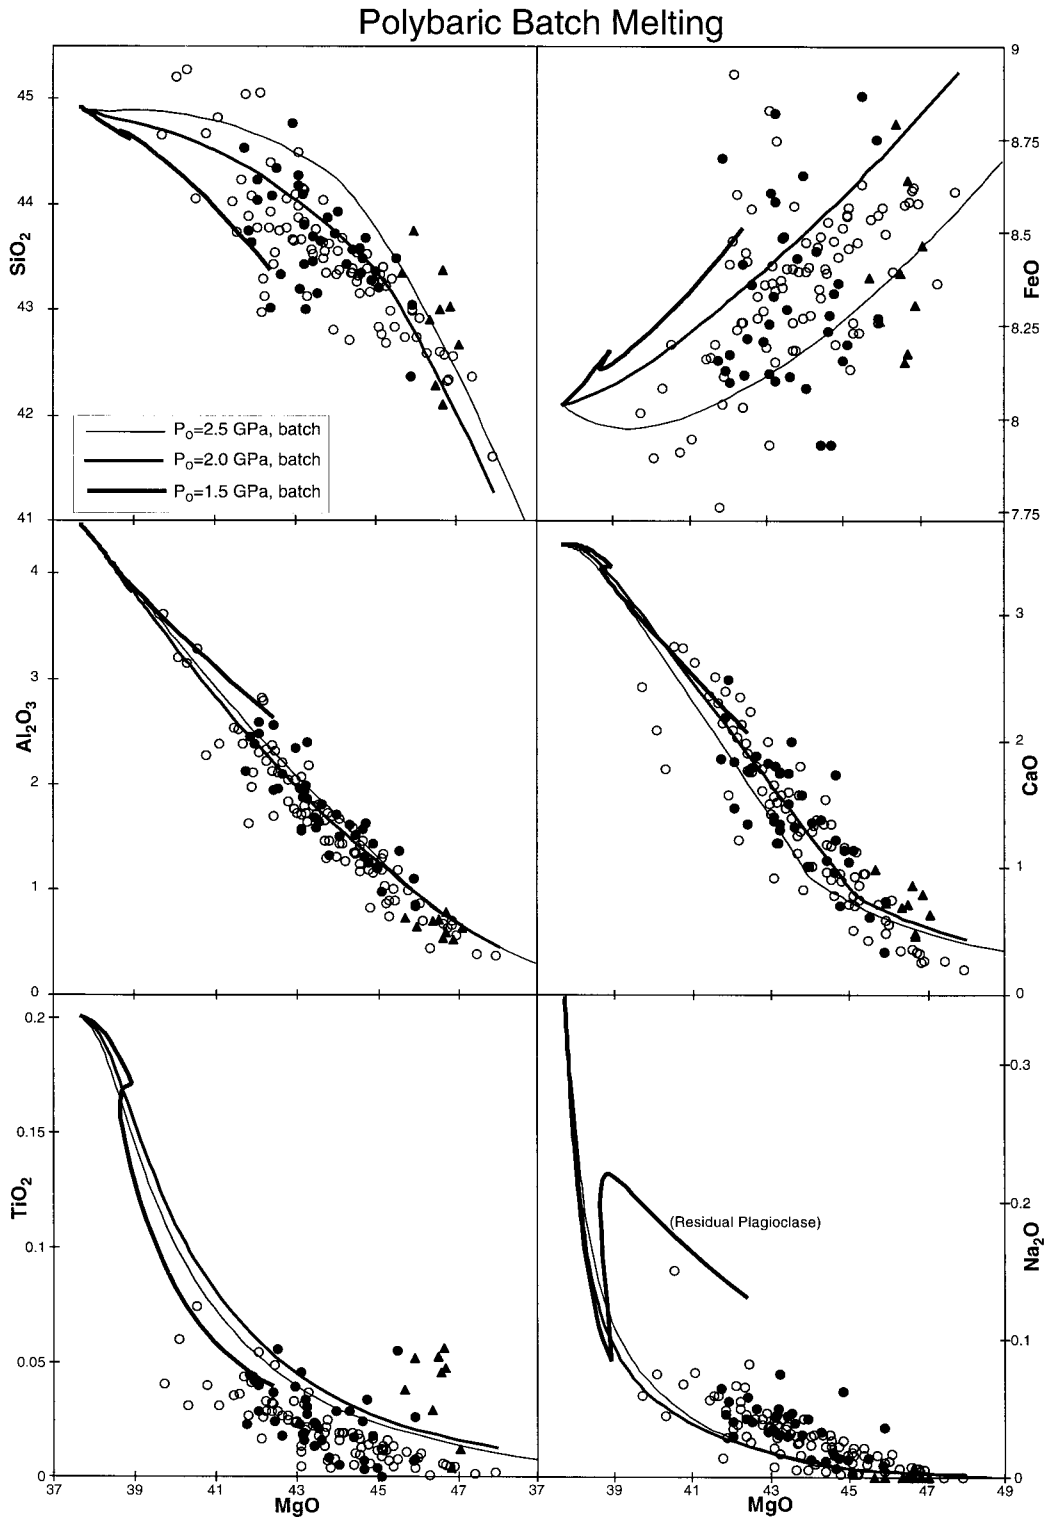 Polybaric Batch Melting
45
44
43
42
41
SiO2
P₀=2.5 GPa, batch
P₀=2.0 GPa, batch
P₀=1.5 GPa, batch
9
8.75
8.5
8.25
8
7.75
FeO
4
3
2
1
0
Al2O3
3
2
1
0
CaO
0.2
0.15
0.1
0.05
0
TiO2
(Residual Plagioclase)
0.3
0.2
0.1
0
Na2O
37 39 41 43 45 47 37 39 41 43 45 47 49
MgO MgO